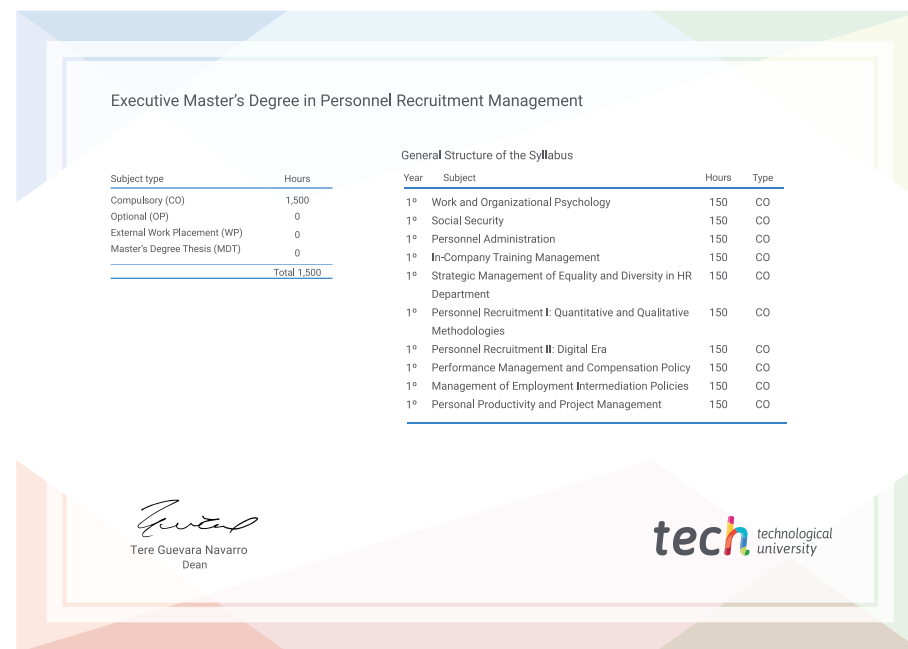 Executive Master's Degree in Personnel Recruitment Management
Subject type Hours
Compulsory (CO) 1,500
Optional (OP) 0
External Work Placement (WP) 0
Master's Degree Thesis (MDT) 0
Total 1,500
General Structure of the Syllabus
Year Subject Hours Type
1º Work and Organizational Psychology 150 CO
1º Social Security 150 CO
1º Personnel Administration 150 CO
1º In-Company Training Management 150 CO
1º Strategic Management of Equality and Diversity in HR 150 CO
Department
1º Personnel Recruitment I: Quantitative and Qualitative 150 CO
Methodologies
1º Personnel Recruitment II: Digital Era 150 CO
1º Performance Management and Compensation Policy 150 CO
1º Management of Employment Intermediation Policies 150 CO
1º Personal Productivity and Project Management 150 CO
Tere Guevara Navarro
Dean
tech technological
university